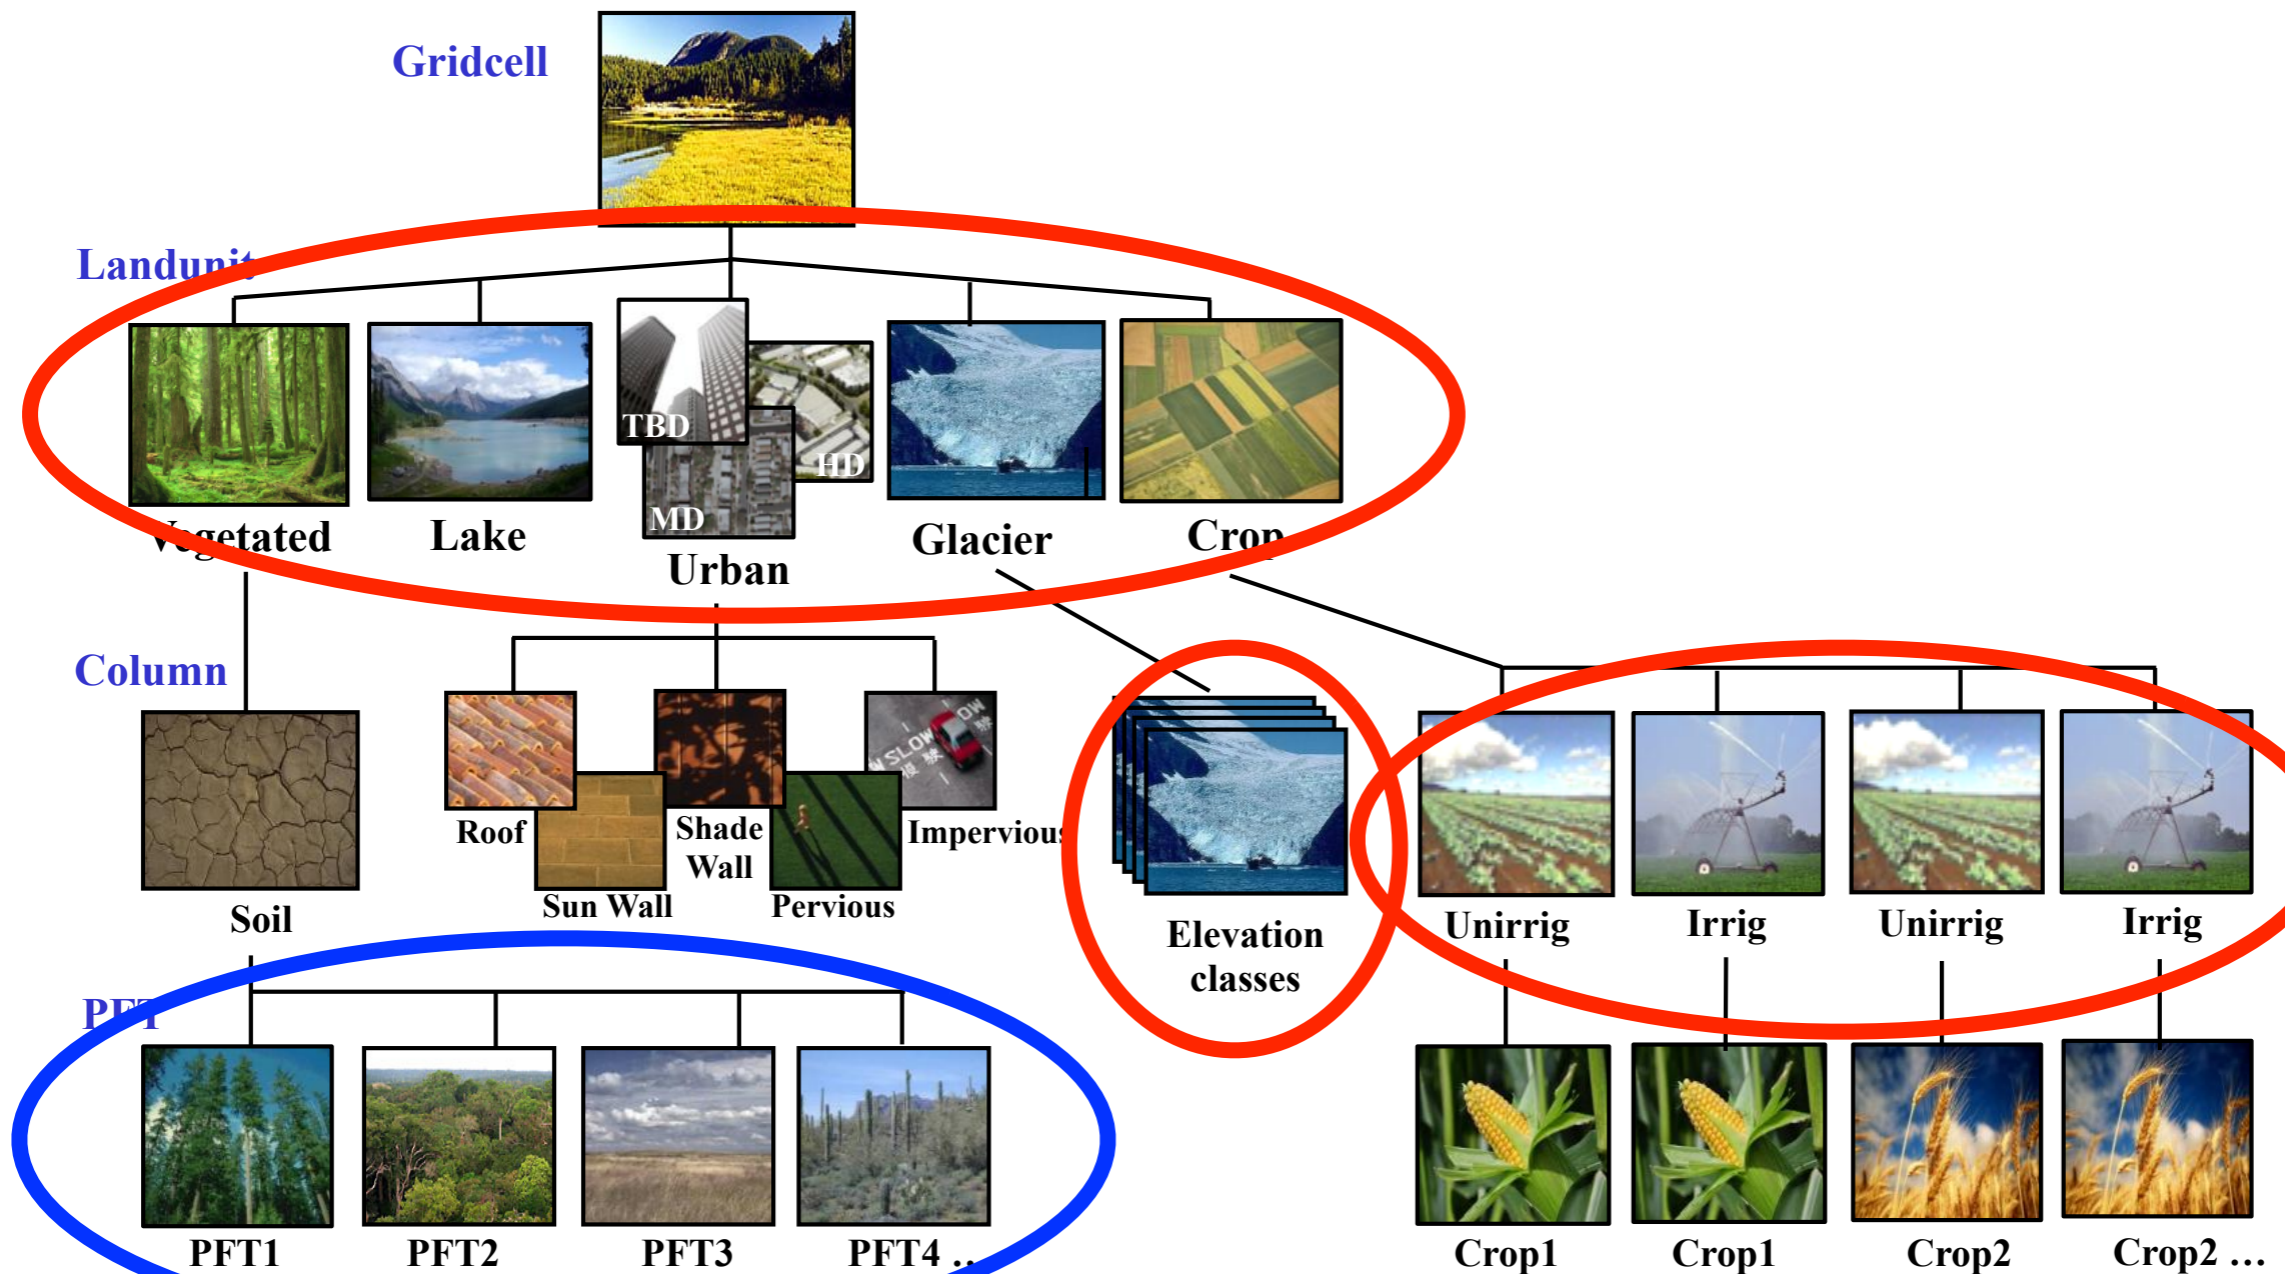 Gridcell
Landunit
TBD
HD
MD
Vegetated
Lake
Urban
Glacier
Crop
Column
SLOW
Roof
Sun Wall
Shade
Wall
Pervious
Impervious
Soil
Elevation
classes
Unirrig
Irrig
Unirrig
Irrig
PFT
PFT1
PFT2
PFT3
PFT4 ...
Crop1
Crop1
Crop2
Crop2 ...